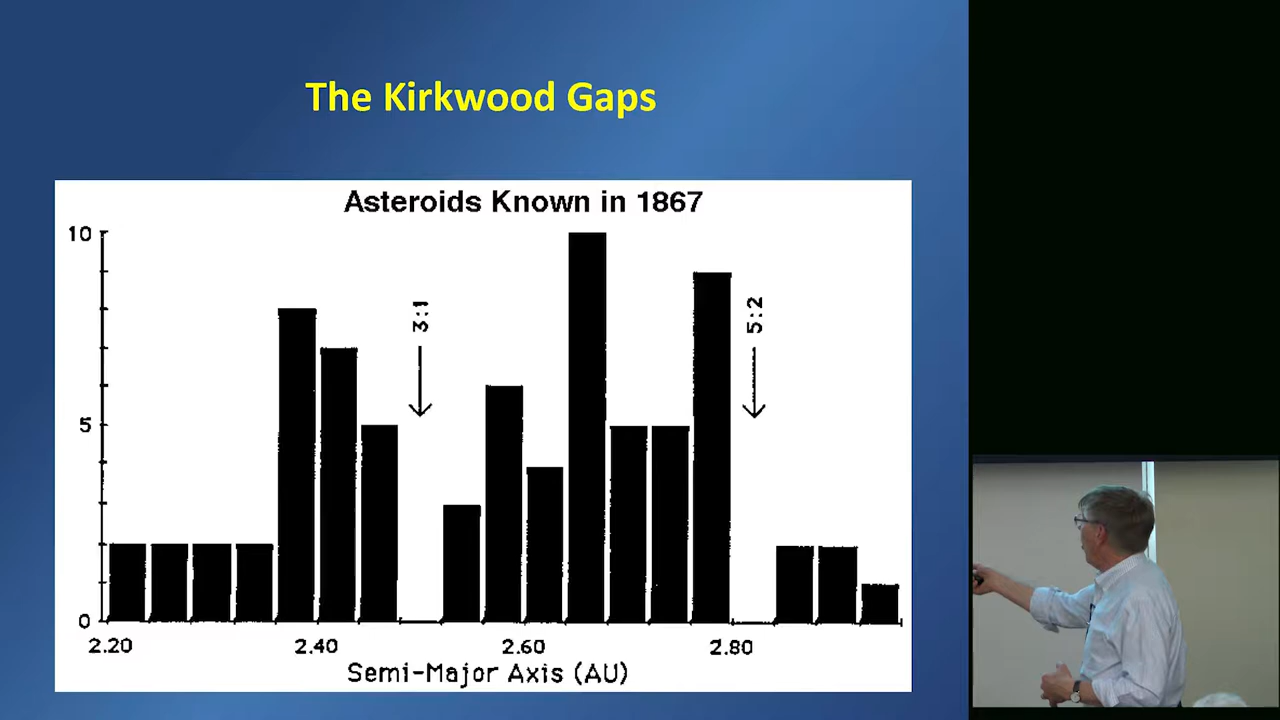 The Kirkwood Gaps
Asteroids Known in 1867
10
5
0
3:1
5:2
2.20 2.40 2.60 2.80
Semi-Major Axis (AU)